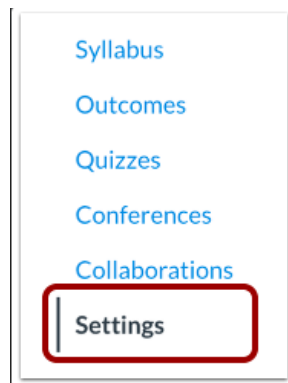 Syllabus
Outcomes
Quizzes
Conferences
Collaborations
Settings